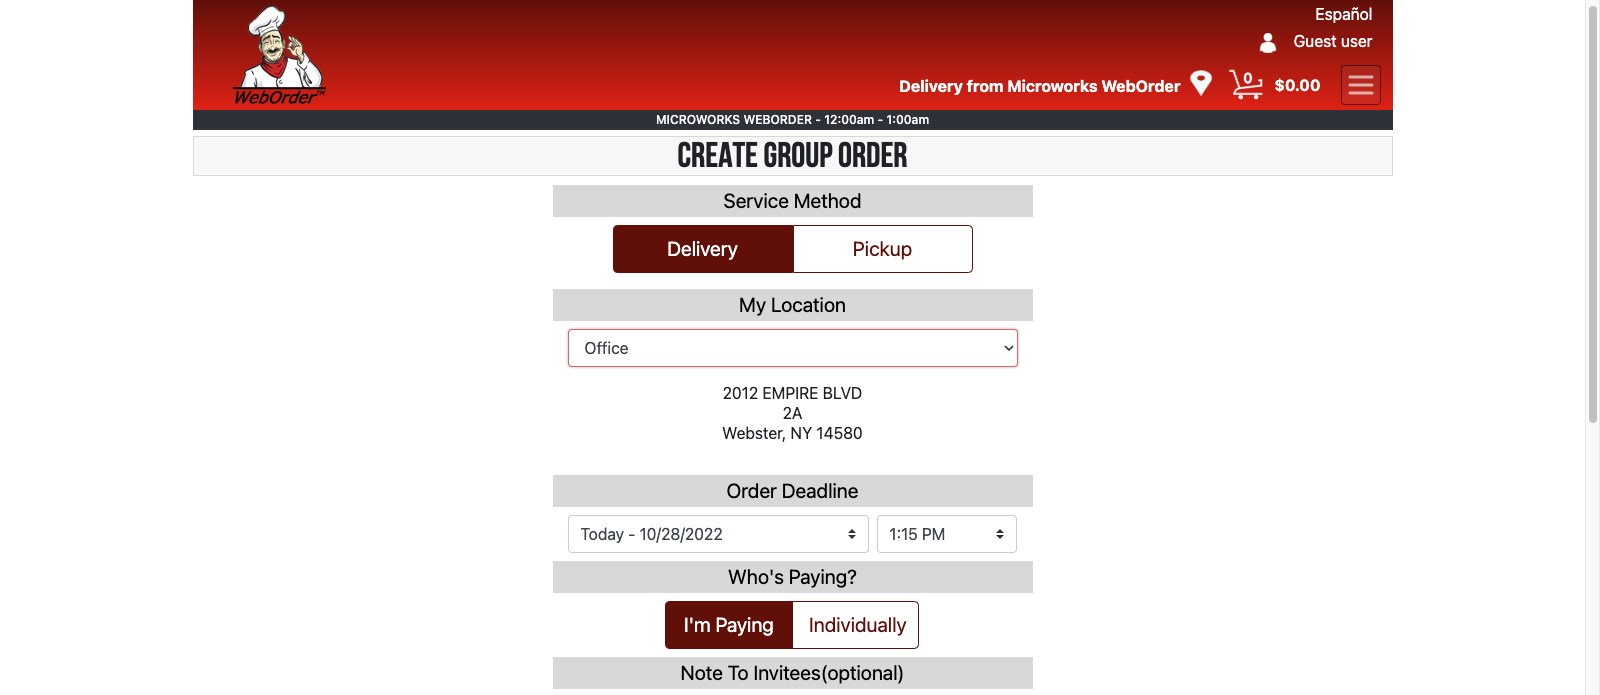 Español
Guest user
WebOrder™
Delivery from Microworks WebOrder 0 $0.00
MICROWORKS WEBORDER - 12:00am - 1:00am
CREATE GROUP ORDER
Service Method
Delivery Pickup
My Location
Office
2012 EMPIRE BLVD
2A
Webster, NY 14580
Order Deadline
Today - 10/28/2022 1:15 PM
Who's Paying?
I'm Paying Individually
Note To Invitees(optional)